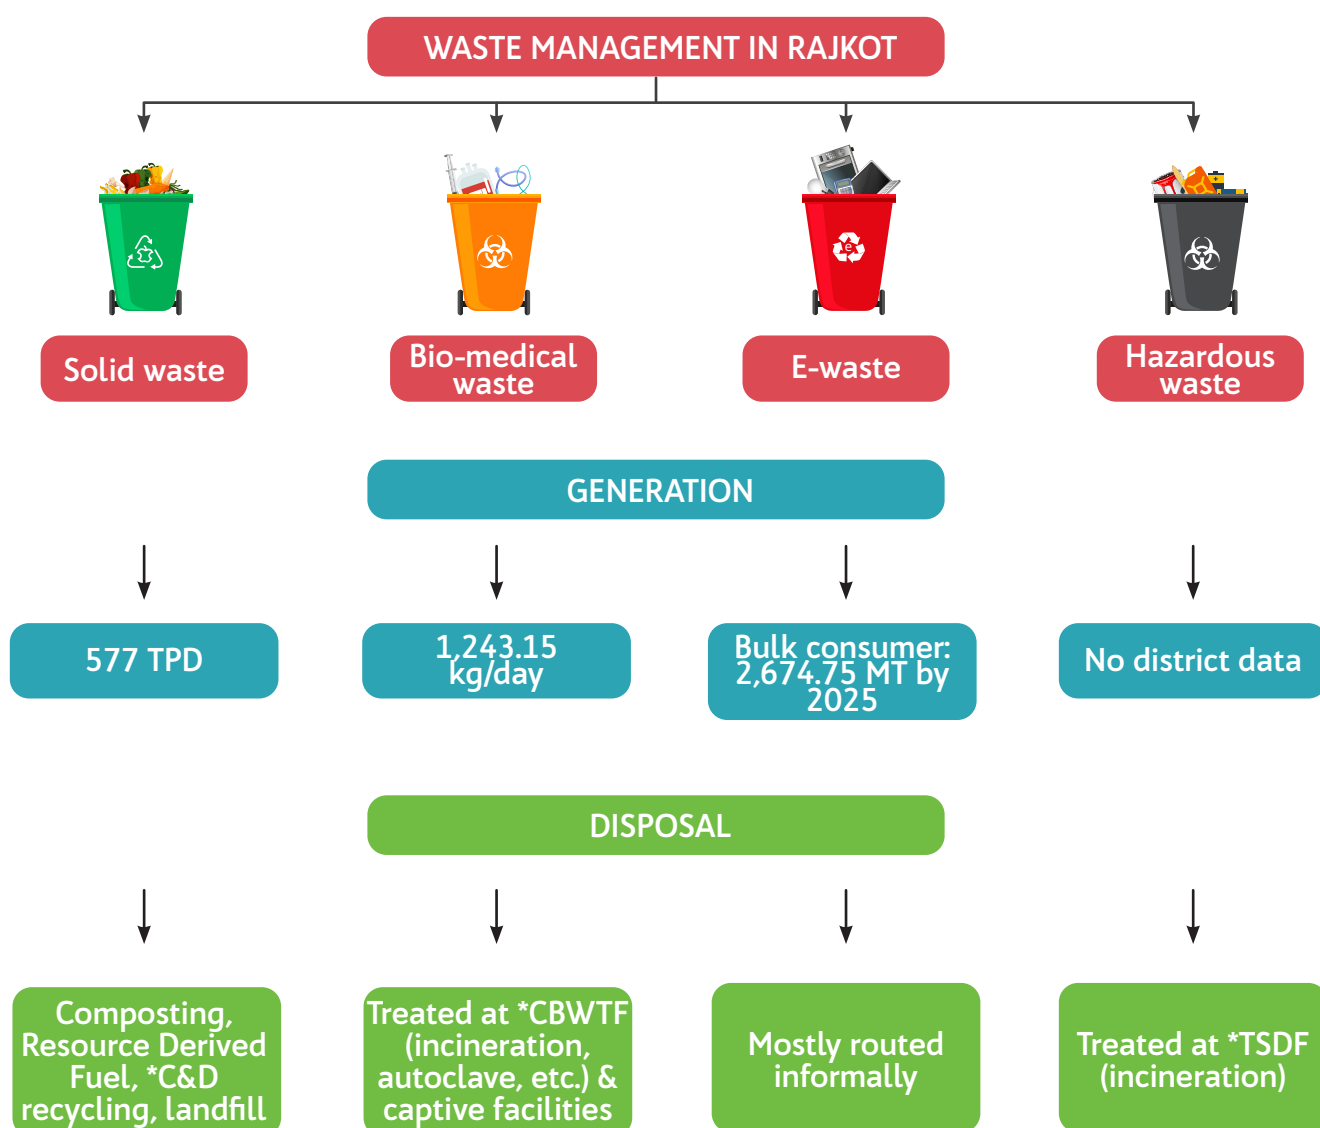 WASTE MANAGEMENT IN RAJKOT
e
Solid waste
Bio-medical
waste
E-waste
Hazardous
waste
GENERATION
577 TPD
1,243.15
kg/day
Bulk consumer:
2,674.75 MT by
2025
No district data
DISPOSAL
Composting,
Resource Derived
Fuel, *C&D
recycling, landfill
Treated at *CBWTF
(incineration,
autoclave, etc.) &
captive facilities
Mostly routed
informally
Treated at *TSDF
(incineration)